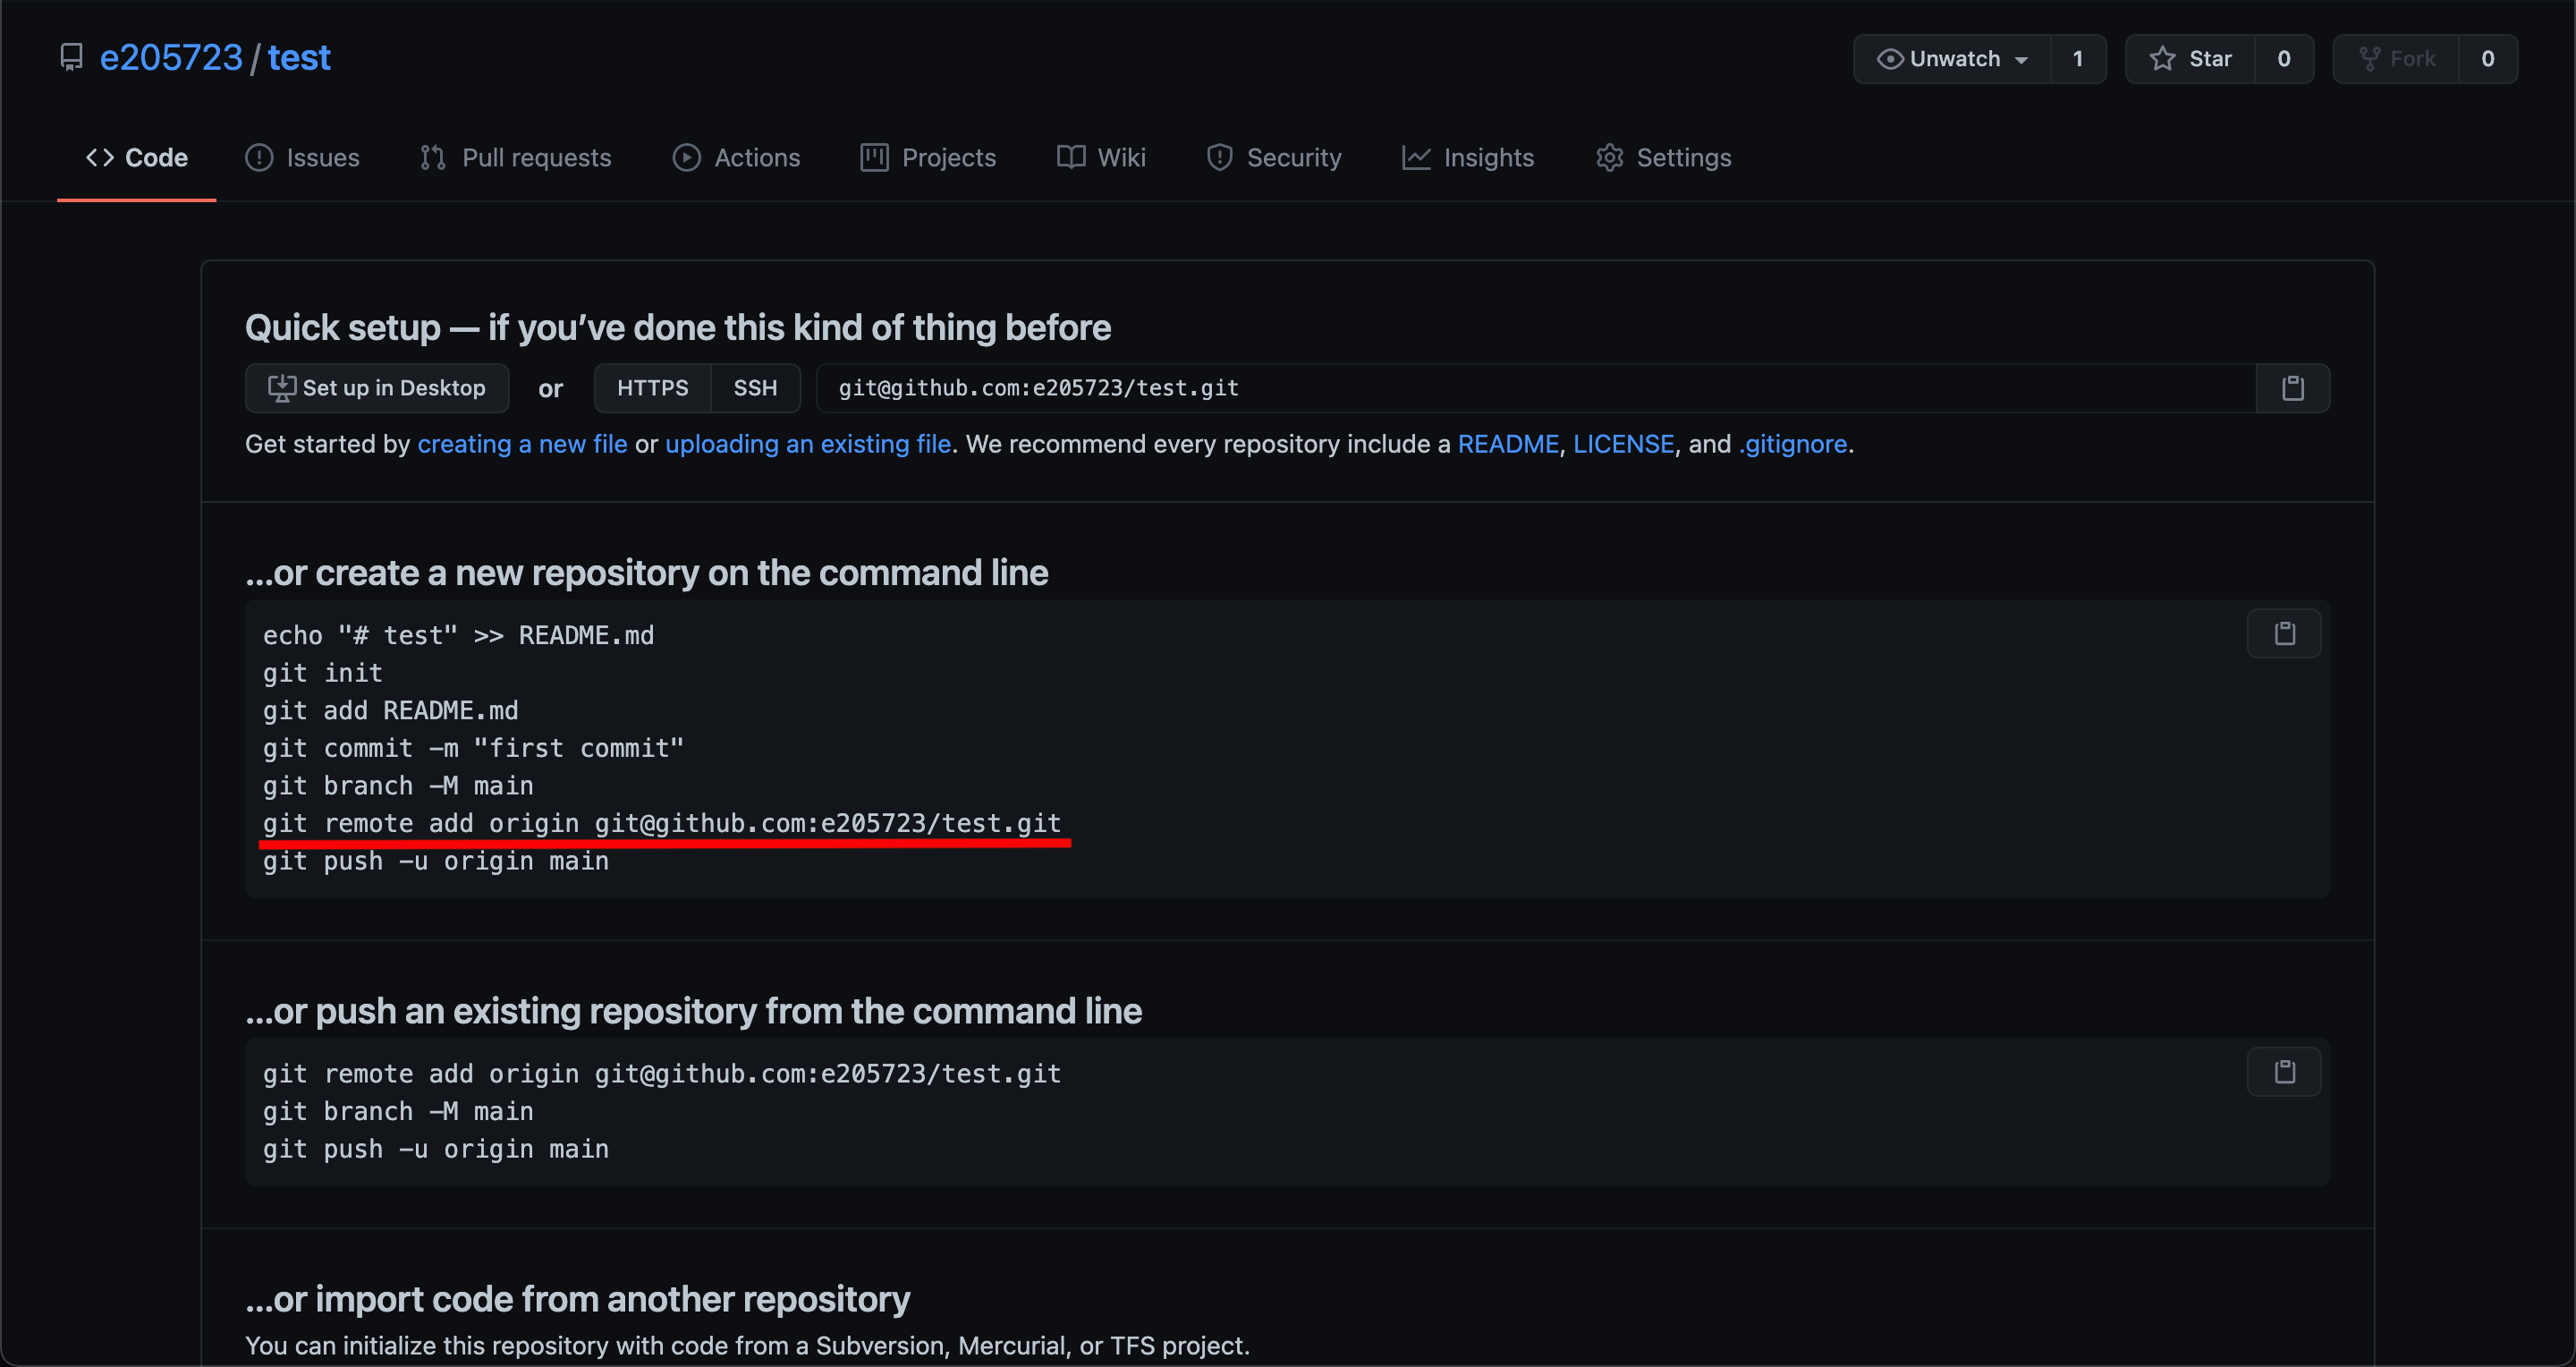 e205723 / test
Unwatch 1 Star 0 Fork 0
Code Issues Pull requests Actions Projects Wiki Security Insights Settings
Quick setup — if you’ve done this kind of thing before
Set up in Desktop or HTTPS SSH git@github.com:e205723/test.git
Get started by creating a new file or uploading an existing file. We recommend every repository include a README, LICENSE, and .gitignore.
…or create a new repository on the command line
echo "# test" >> README.md
git init
git add README.md
git commit -m "first commit"
git branch -M main
git remote add origin git@github.com:e205723/test.git
git push -u origin main
…or push an existing repository from the command line
git remote add origin git@github.com:e205723/test.git
git branch -M main
git push -u origin main
…or import code from another repository
You can initialize this repository with code from a Subversion, Mercurial, or TFS project.